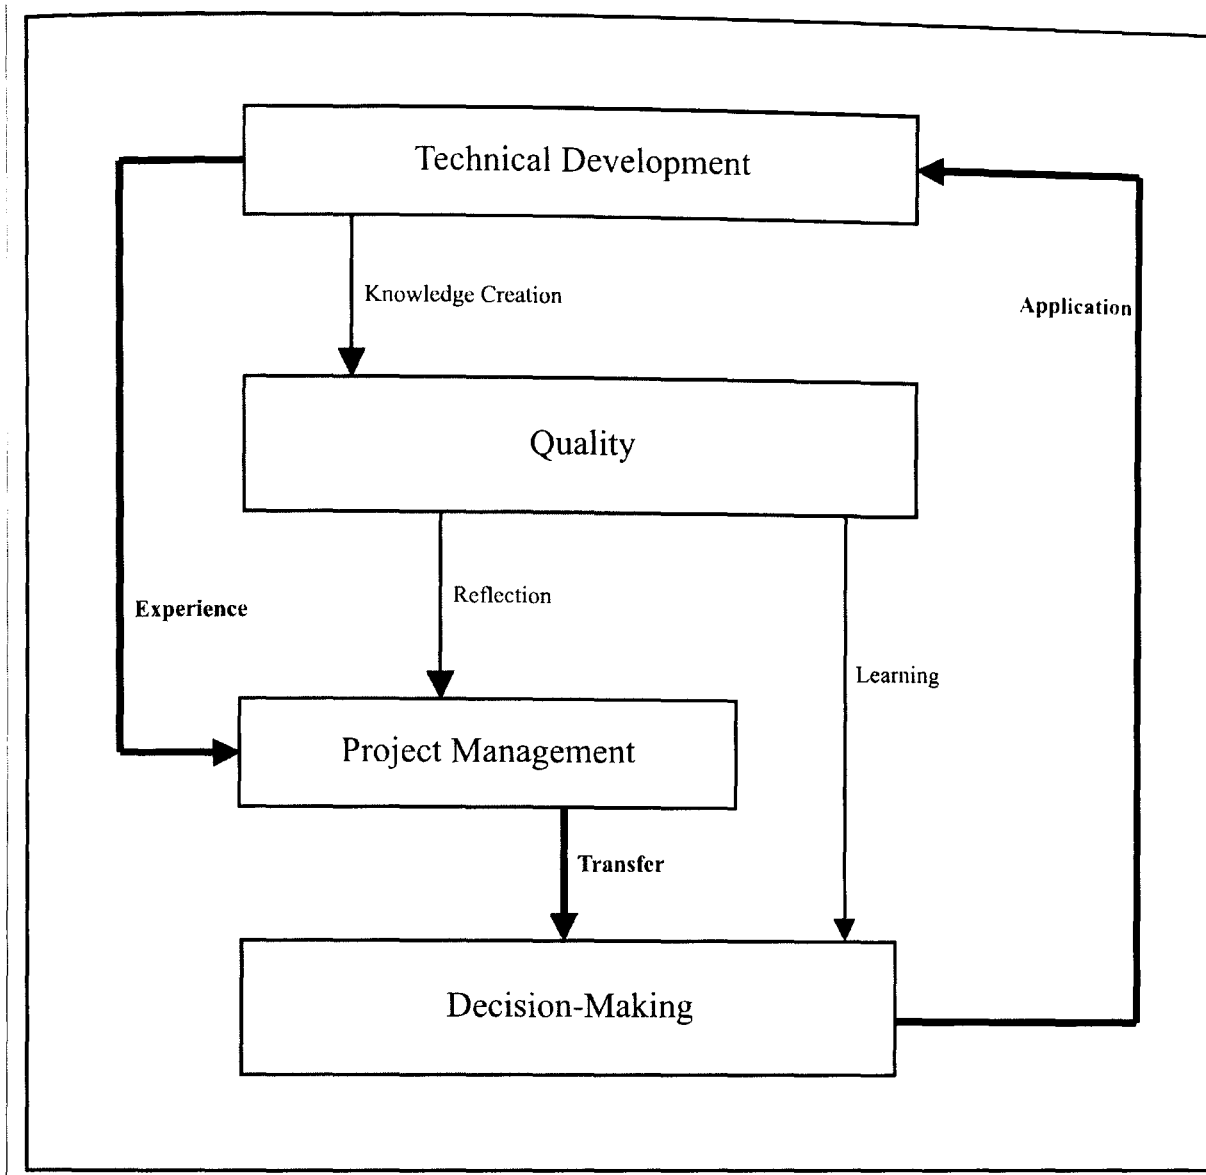 Technical Development
Knowledge Creation
Application
Quality
Reflection
Experience
Learning
Project Management
Transfer
Decision-Making